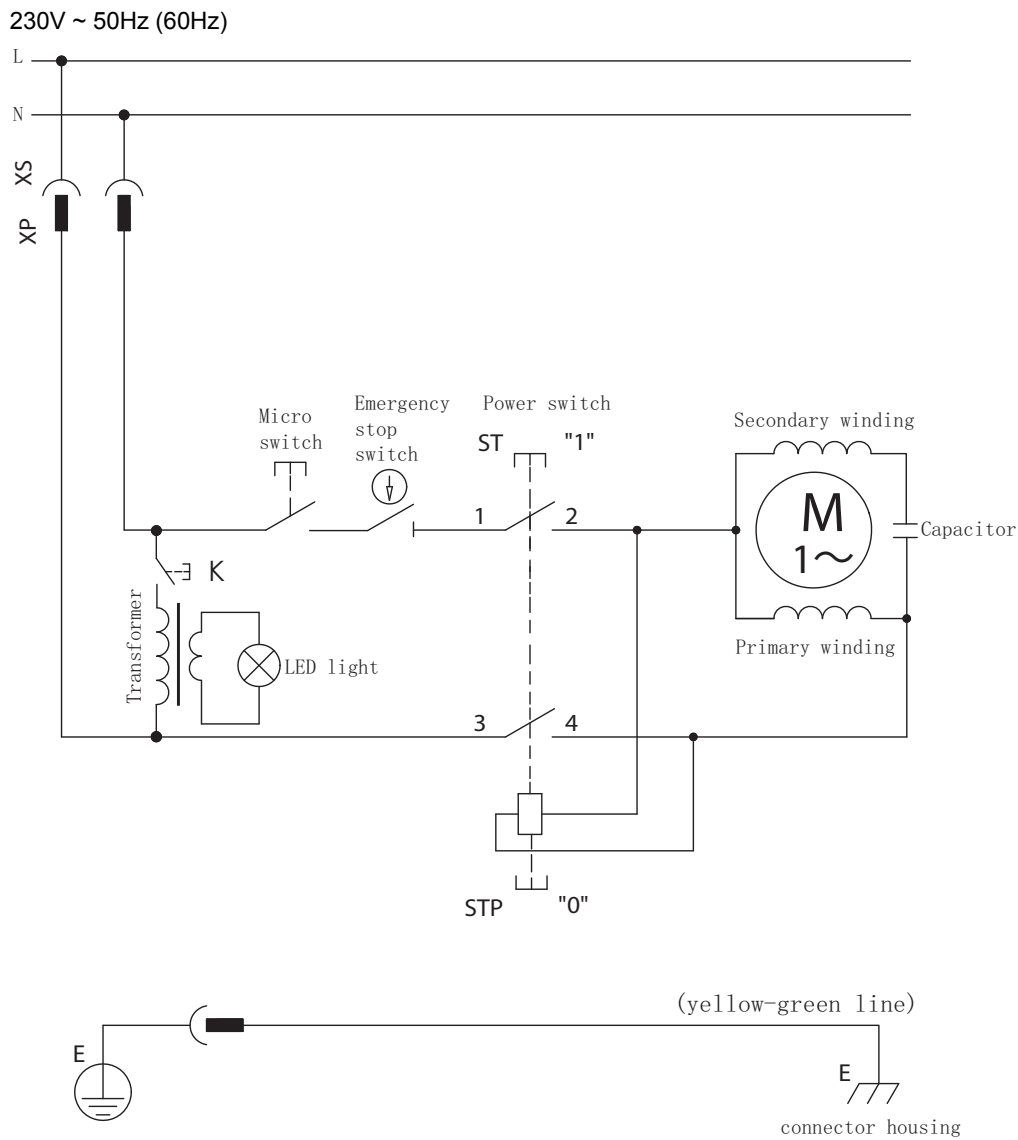 230V ~ 50Hz (60Hz)
L
N
XS
XP
Micro
switch
Emergency
stop
switch
Power switch
ST "1"
1 2
Secondary winding
M
1～
Capacitor
Primary winding
K
Transformer
LED light
3 4
STP "0"
(yellow-green line)
E
E
connector housing